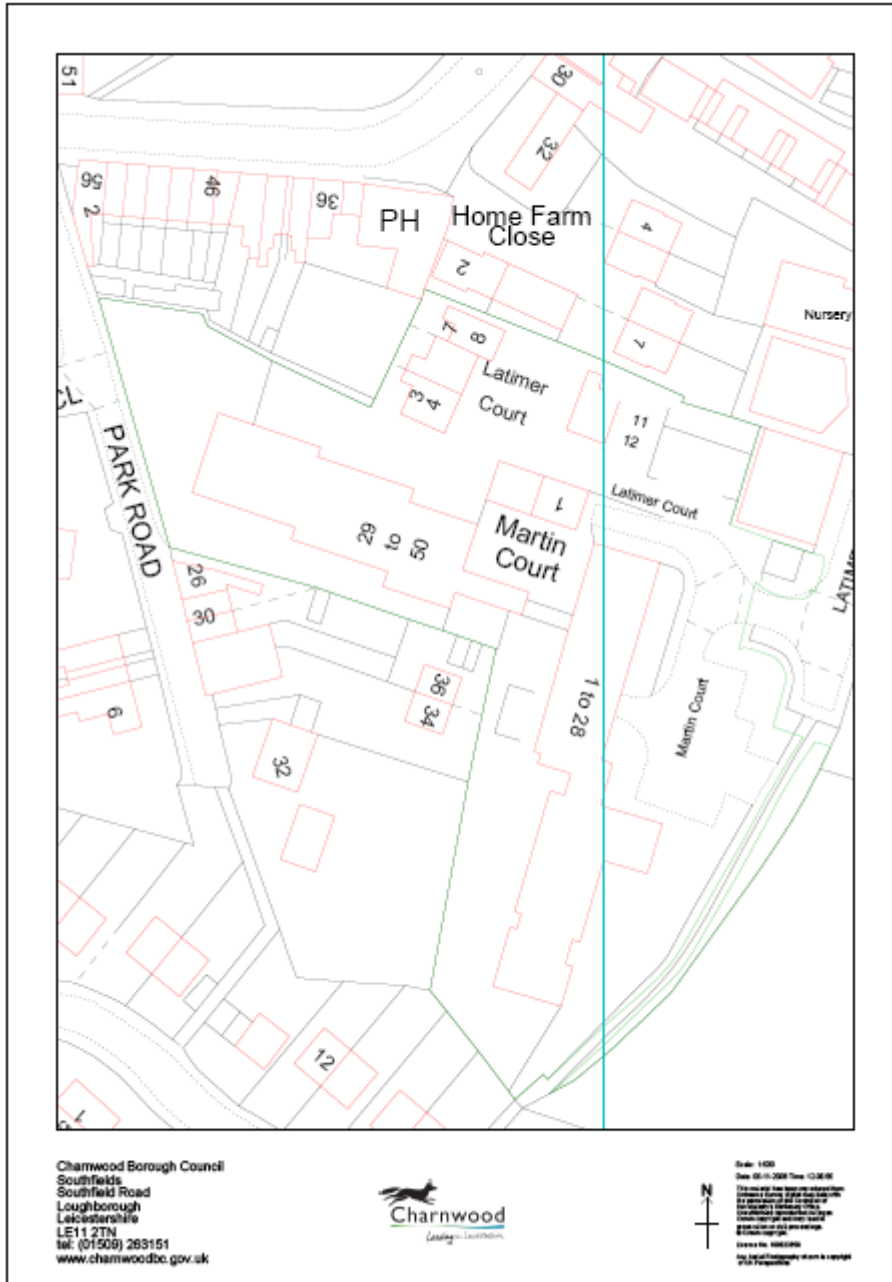 51
30
32
56
46
36
2
PH
Home Farm
Close
4
2
Nursery
7
8
7
Latimer
Court
3
4
11
12
CL
PARK ROAD
1
Latimer Court
29
to
50
Martin
Court
LATIM
26
30
36
34
1 to 28
Martin Court
6
32
12
1
Charnwood Borough Council
Southfields
Southfield Road
Loughborough
Leicestershire
LE11 2TN
tel: (01509) 263151
www.charnwoodbc.gov.uk
Charnwood
N